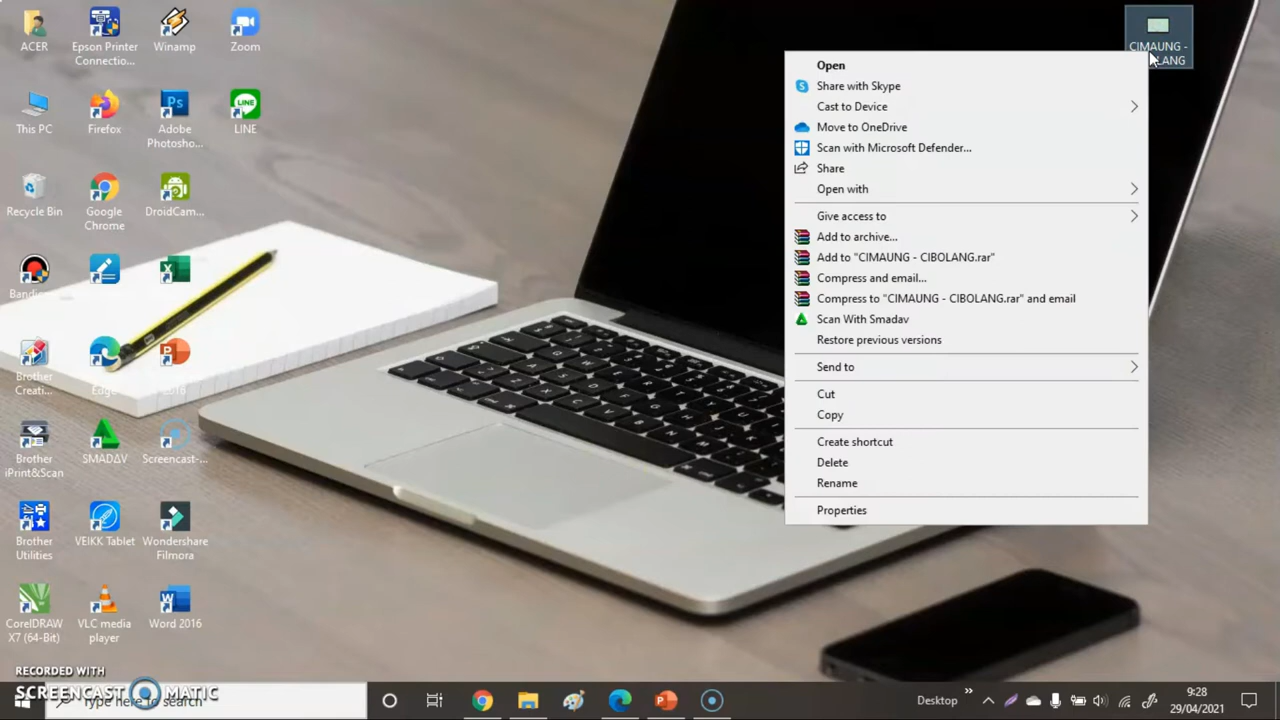 ACER
Epson Printer
Connectio...
Winamp
Zoom
This PC
Firefox
Adobe
Photosho...
LINE
Recycle Bin
Google
Chrome
DroidCam...
Brother
Creati...
Brother
iPrint&Scan
SMADΔV
Screencast-...
Brother
Utilities
VEIKK Tablet
Wondershare
Filmora
CorelDRAW
X7 (64-Bit)
VLC media
player
Word 2016
CIMAUNG -
Open
Share with Skype
Cast to Device
Move to OneDrive
Scan with Microsoft Defender...
Share
Open with
Give access to
Add to archive...
Add to "CIMAUNG - CIBOLANG.rar"
Compress and email...
Compress to "CIMAUNG - CIBOLANG.rar" and email
Scan With Smadav
Restore previous versions
Send to
Cut
Copy
Create shortcut
Delete
Rename
Properties
RECORDED WITH
SCREENCAST MATIC
Type here to search
Desktop
9:28
29/04/2021